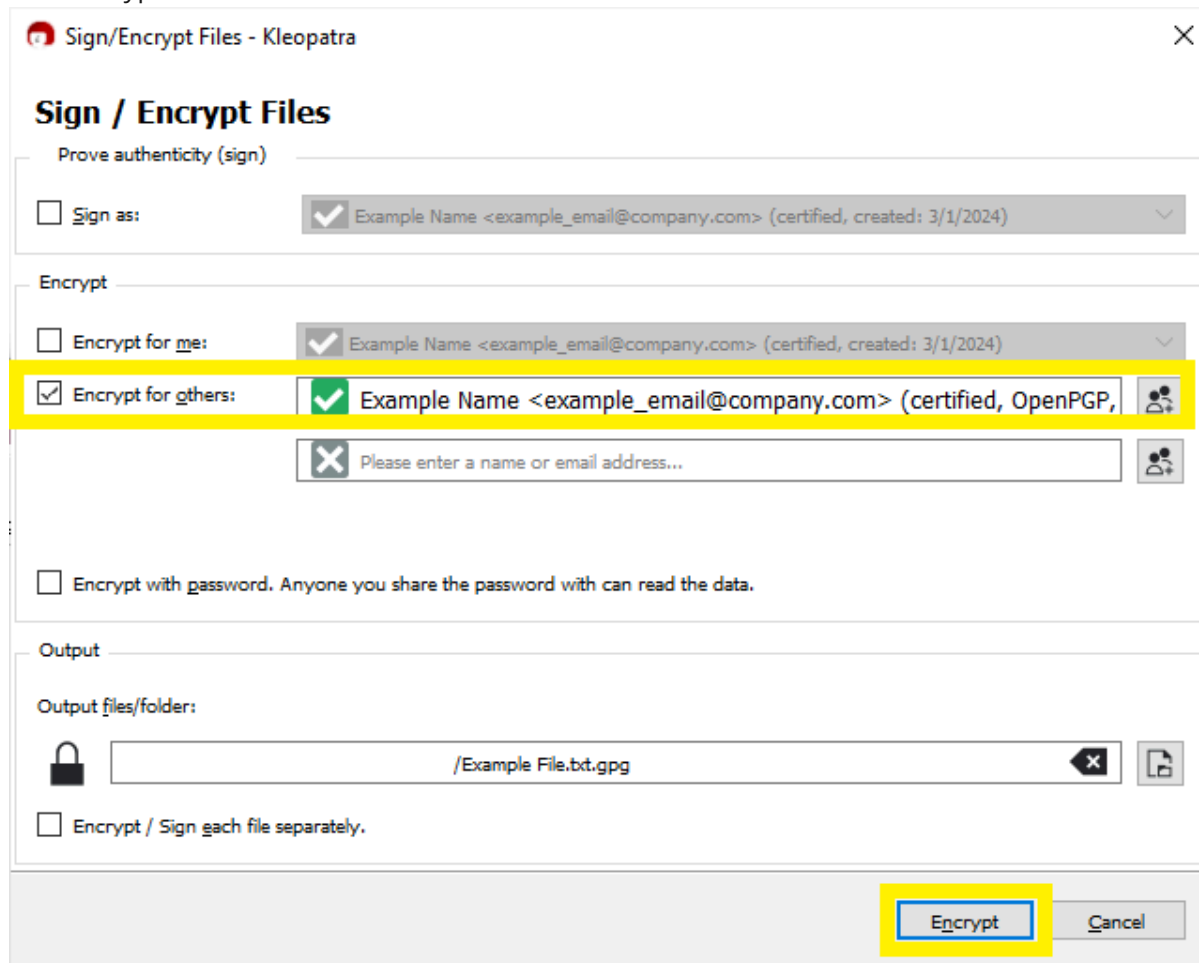 Sign/Encrypt Files - Kleopatra
Sign / Encrypt Files
Prove authenticity (sign)
Sign as: Example Name <example_email@company.com> (certified, created: 3/1/2024)
Encrypt
Encrypt for me: Example Name <example_email@company.com> (certified, created: 3/1/2024)
Encrypt for others: Example Name <example_email@company.com> (certified, OpenPGP,
Please enter a name or email address...
Encrypt with password. Anyone you share the password with can read the data.
Output
Output files/folder:
/Example File.txt.gpg
Encrypt / Sign each file separately.
Encrypt Cancel